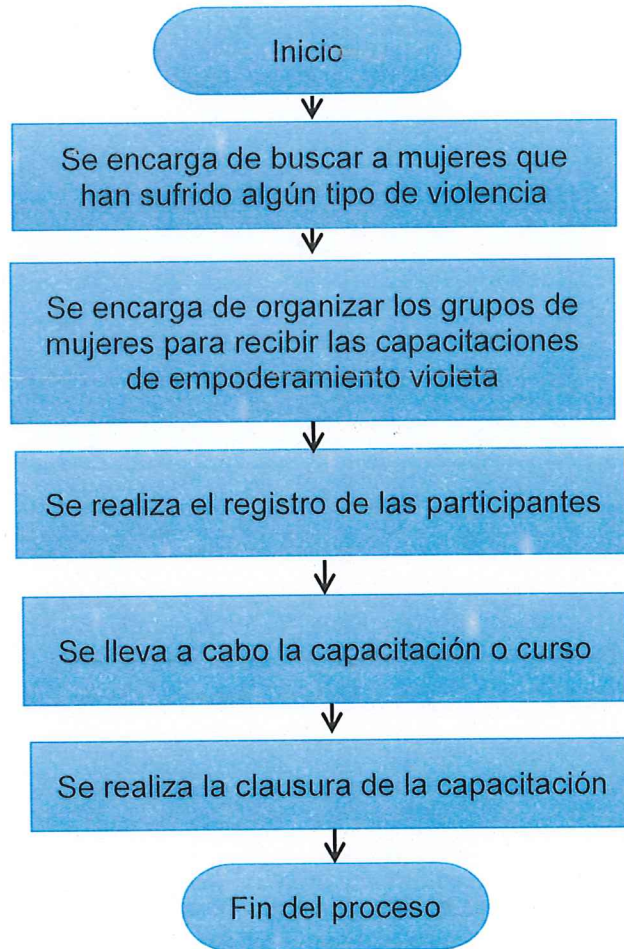 Inicio
Se encarga de buscar a mujeres que
han sufrido algún tipo de violencia
Se encarga de organizar los grupos de
mujeres para recibir las capacitaciones
de empoderamiento violeta
Se realiza el registro de las participantes
Se lleva a cabo la capacitación o curso
Se realiza la clausura de la capacitación
Fin del proceso